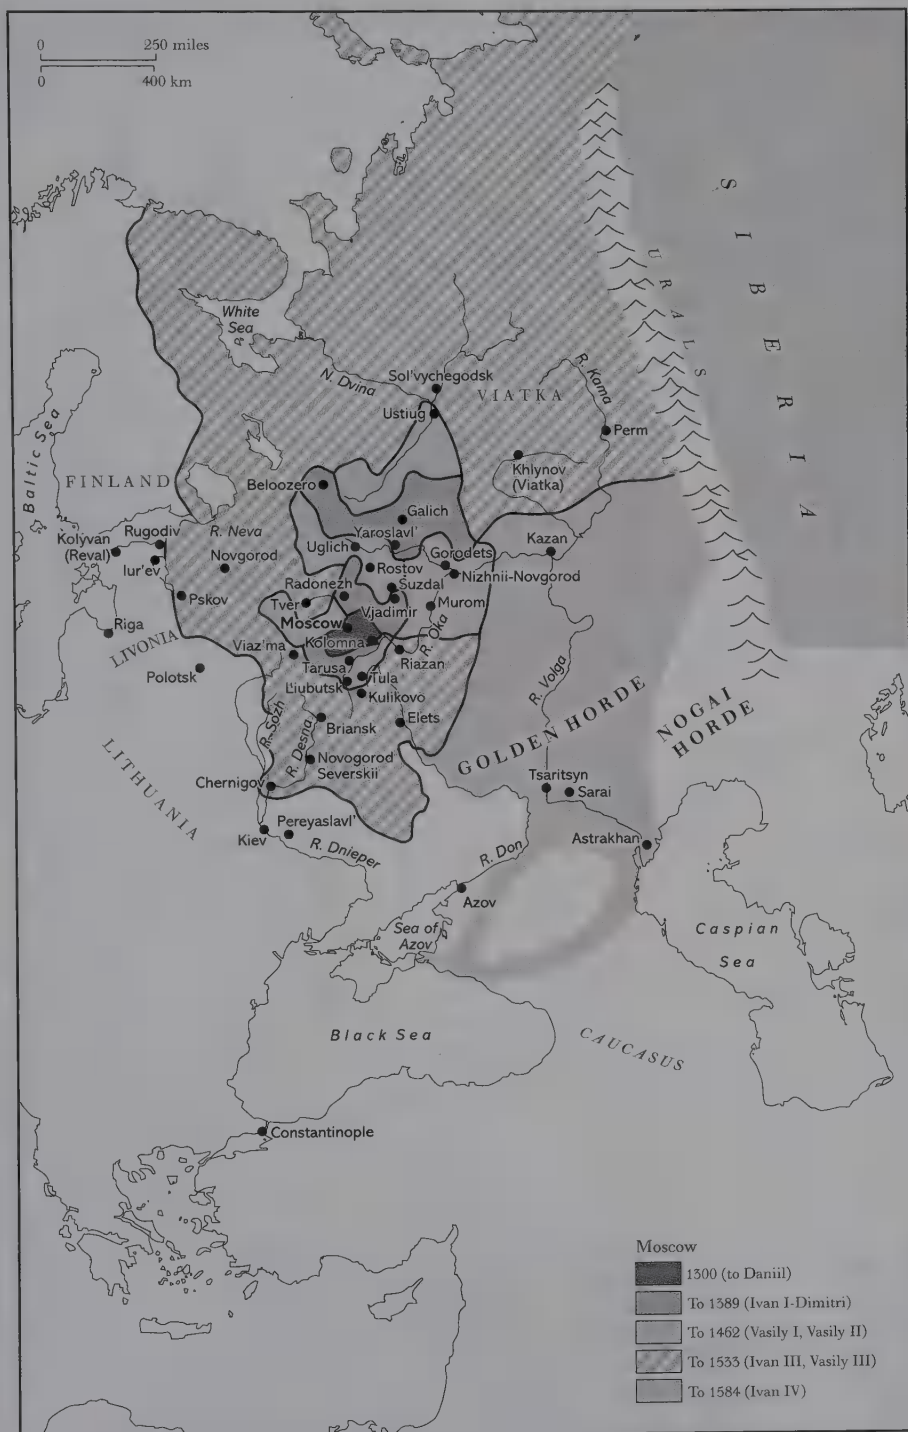 0 250 miles
0 400 km
SIBERIA
URALS
White
Sea
N. Dvina
Sol'vychegodsk
VIATKA
R. Kama
Ustiug
Perm
Baltic Sea
FINLAND
Beloozero
Khlynov
(Viatka)
Galich
R. Neva
Yaroslavl'
Kazan
Kolyvan
(Reval)
Rugodiv
Uglich
Gorodets
Iur'ev
Novgorod
Rostov
Nizhnii-Novgorod
Radonezh
Suzdal
Pskov
Tver
Vjadimir
Murom
Moscow
R. Oka
Riga
LIVONIA
Viaz'ma
Kolomna
Riazan
Polotsk
Tarusa
Tula
Liubutsk
Kulikovo
R. Volga
R. Sozh
Briansk
Elets
GOLDEN HORDE
NOGAI
HORDE
LITHUANIA
R. Desna
Novogorod
Severskii
Chernigov
Tsaritsyn
Sarai
Pereyaslavl'
Kiev
R. Dnieper
R. Don
Astrakhan
Azov
Sea of
Azov
Caspian
Sea
Black Sea
CAUCASUS
Constantinople
Moscow
1300 (to Daniil)
To 1389 (Ivan I-Dimitri)
To 1462 (Vasily I, Vasily II)
To 1533 (Ivan III, Vasily III)
To 1584 (Ivan IV)